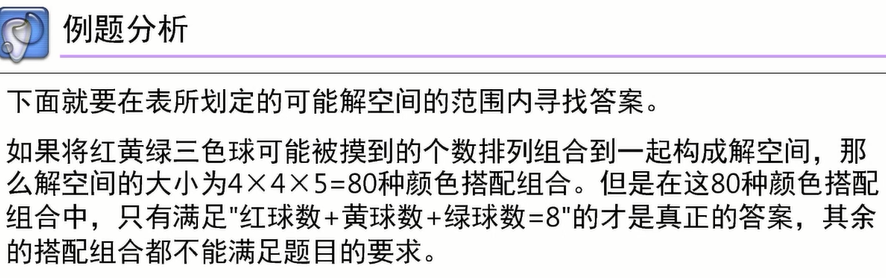 例题分析
下面就要在表所划定的可能解空间的范围内寻找答案。
如果将红黄绿三色球可能被摸到的个数排列组合到一起构成解空间，那
么解空间的大小为4×4×5=80种颜色搭配组合。但是在这80种颜色搭配
组合中，只有满足"红球数+黄球数+绿球数=8"的才是真正的答案，其余
的搭配组合都不能满足题目的要求。